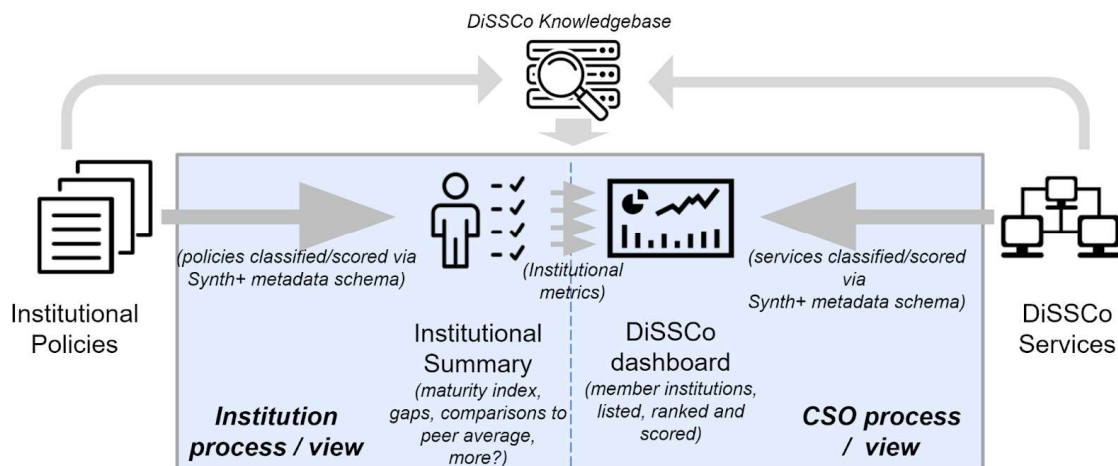 DiSSCo Knowledgebase
(policies classified/scored via
Synth+ metadata schema)
(Institutional
metrics)
(services classified/scored
via
Synth+ metadata schema)
Institutional
Policies
Institutional
Summary
(maturity index,
gaps, comparisons to
peer average,
more?)
DiSSCo
dashboard
(member institutions,
listed, ranked and
scored)
DiSSCo
Services
Institution
process / view
CSO process
/ view